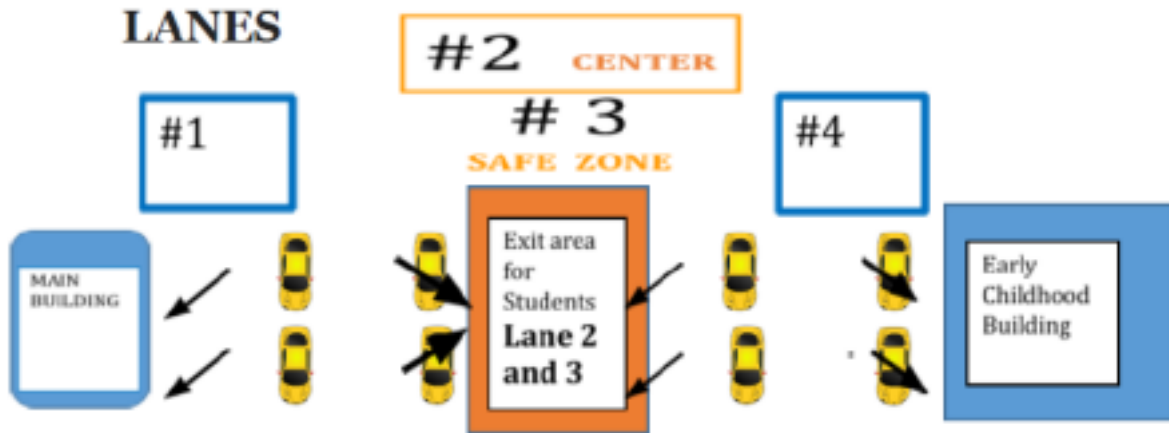 LANES
#2 CENTER
#1
# 3
#4
SAFE ZONE
MAIN
BUILDING
Exit area
for
Students
Lane 2
and 3
Early
Childhood
Building